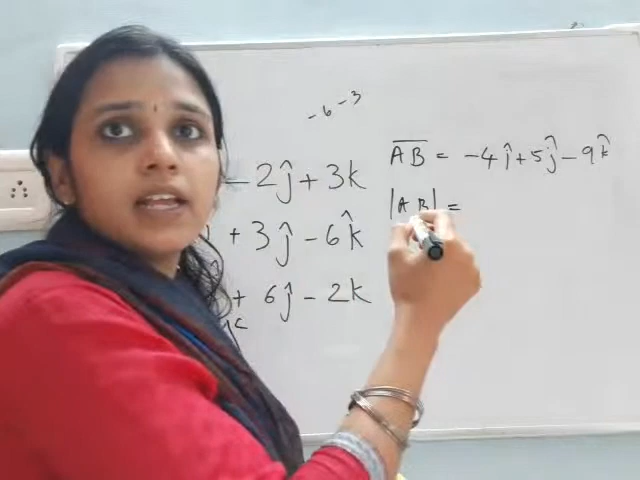 -6-3
- 2ĵ + 3k
+ 3ĵ - 6k̂
+ 6ĵ - 2k
AB̅ = -4î+5ĵ-9k̂
|AB| =